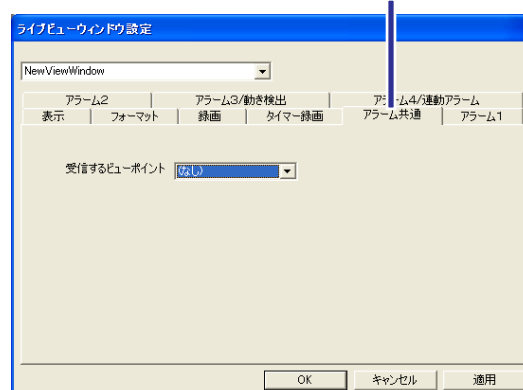 ライブビューウィンドウ設定
NewViewWindow
アラーム2 アラーム3/動き検出 アラーム4/連動アラーム
表示 フォーマット 録画 タイマー録画 アラーム共通 アラーム1
受信するビューポイント (なし)
OK キャンセル 適用